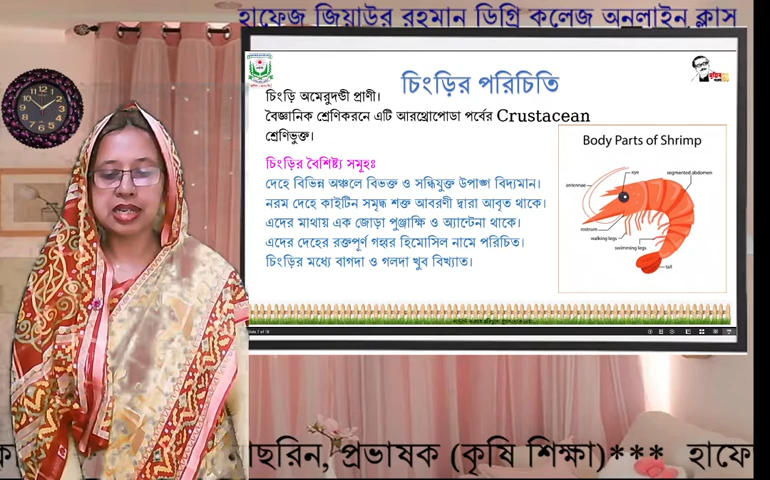 হাফেজ জিয়াউর রহমান ডিগ্রি কলেজ অনলাইন ক্লাস
চিংড়ির পরিচিতি
চিংড়ি অমেরুদন্ডী প্রাণী।
বৈজ্ঞানিক শ্রেণিকরনে এটি আরথ্রোপোডা পর্বের Crustacean
শ্রেণিভুক্ত।
চিংড়ির বৈশিষ্ট্য সমূহঃ
দেহে বিভিন্ন অঞ্চলে বিভক্ত ও সন্ধিযুক্ত উপাঙ্গ বিদ্যমান।
নরম দেহে কাইটিন সমৃদ্ধ শক্ত আবরণী দ্বারা আবৃত থাকে।
এদের মাথায় এক জোড়া পুঞ্জাক্ষি ও অ্যান্টেনা থাকে।
এদের দেহের রক্তপূর্ণ গহ্বর হিমোসিল নামে পরিচিত।
চিংড়ির মধ্যে বাগদা ও গলদা খুব বিখ্যাত।
Body Parts of Shrimp
eye
segmented abdomen
antennae
rostrum
walking legs
swimming legs
tail
ছরিন, প্রভাষক (কৃষি শিক্ষা)*** হাফে